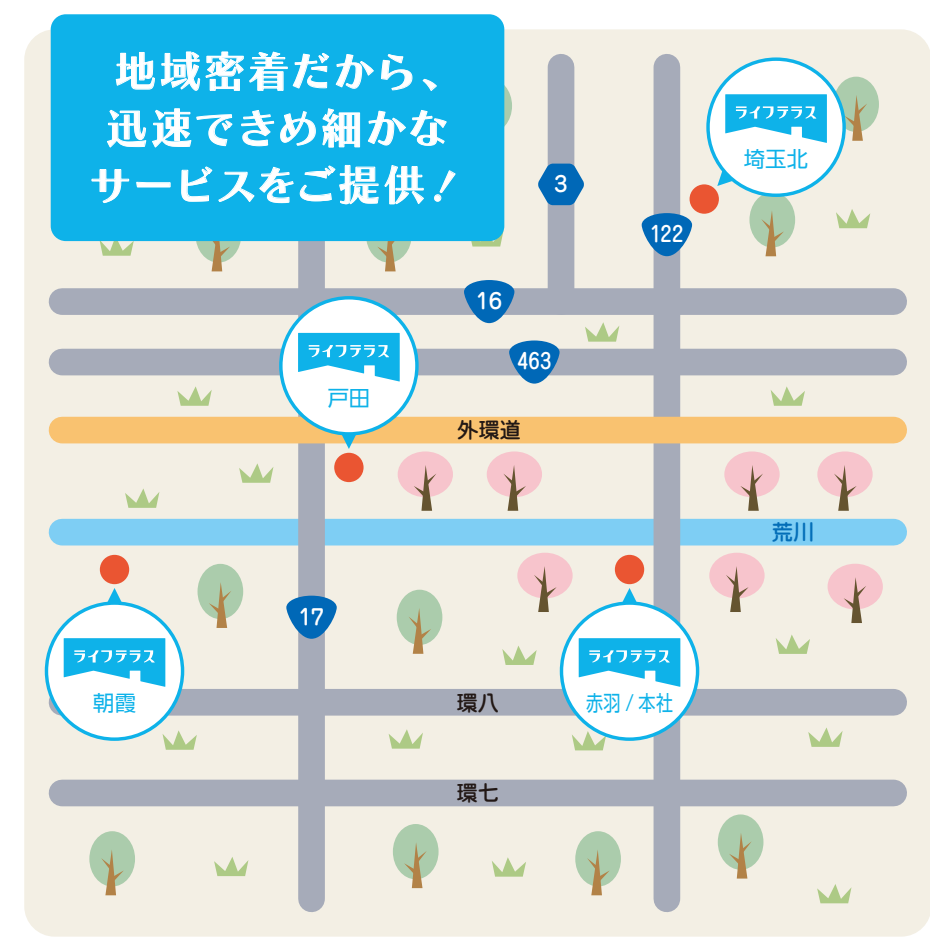 地域密着だから、
迅速できめ細かな
サービスをご提供！
ライフテラス
埼玉北
3
122
16
ライフテラス
戸田
463
外環道
荒川
17
ライフテラス
朝霞
ライフテラス
赤羽 / 本社
環八
環七